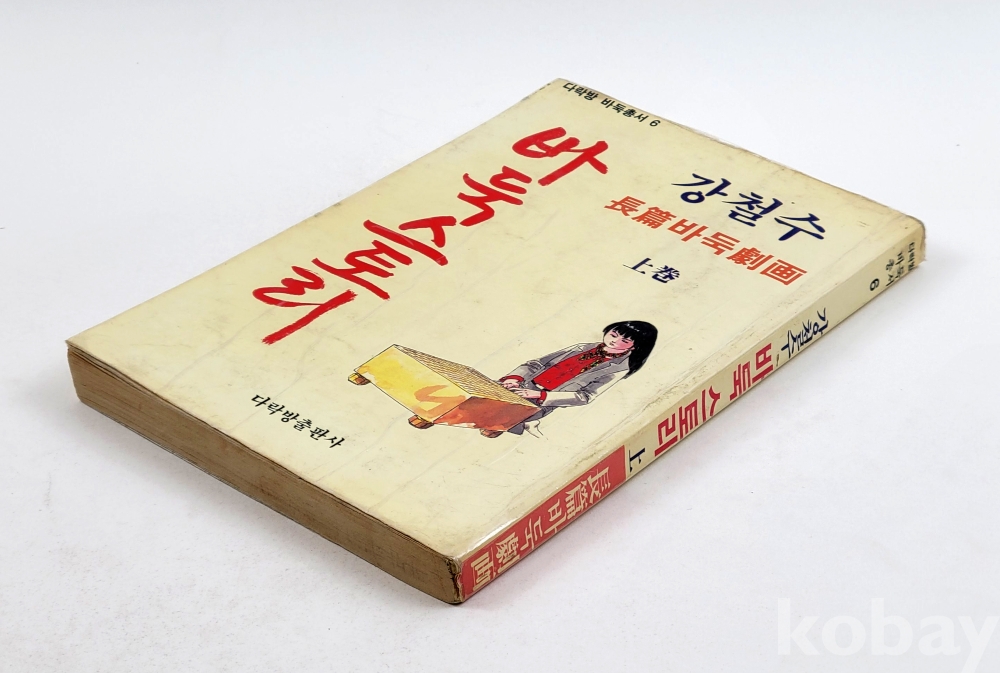 다락방 바둑총서 6
바둑스토리
강철수
長篇바둑劇画
上巻
다락방출판사
다락방
바둑
총서
6
강철수
바둑스토리 上
長篇바둑劇画
kobay